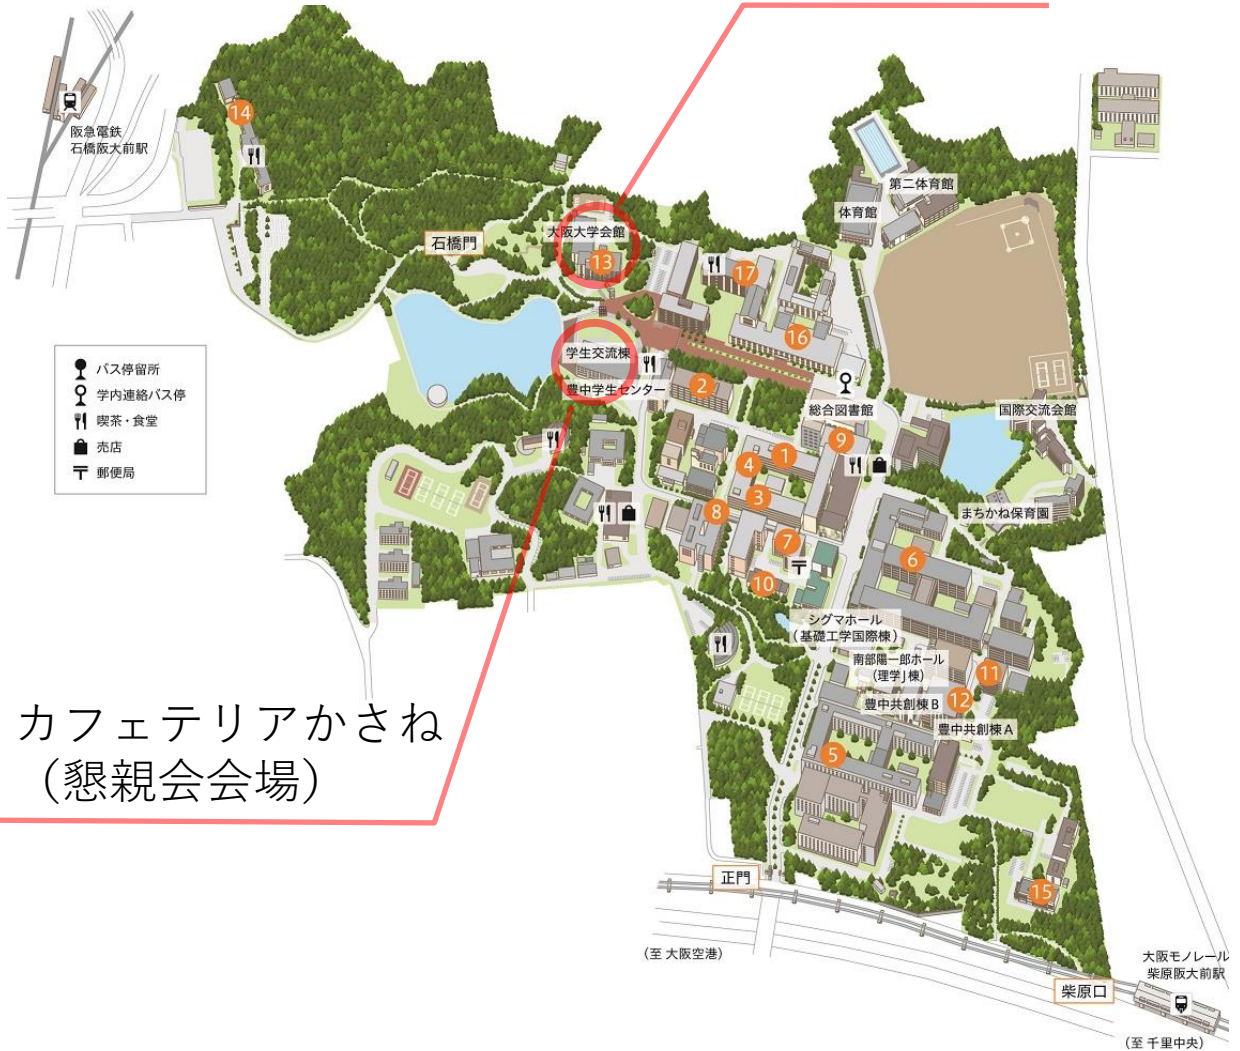 阪急電鉄
石橋阪大前駅
14
第二体育館
体育館
石橋門
大阪大学会館
13
17
16
バス停留所
学内連絡バス停
喫茶・食堂
売店
郵便局
学生交流棟
豊中学生センター
2
総合図書館
国際交流会館
9
1
4
3
8
まちかね保育園
7
6
10
シグマホール
(基礎工学国際棟)
南部陽一郎ホール
(理学J棟)
11
豊中共創棟B
12
豊中共創棟A
カフェテリアかさね
(懇親会会場)
5
正門
15
(至 大阪空港)
大阪モノレール
柴原阪大前駅
柴原口
(至 千里中央)